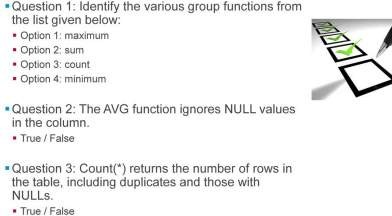 Question 1: Identify the various group functions from
the list given below:
Option 1: maximum
Option 2: sum
Option 3: count
Option 4: minimum
Question 2: The AVG function ignores NULL values
in the column.
True / False
Question 3: Count(*) returns the number of rows in
the table, including duplicates and those with
NULLs.
True / False